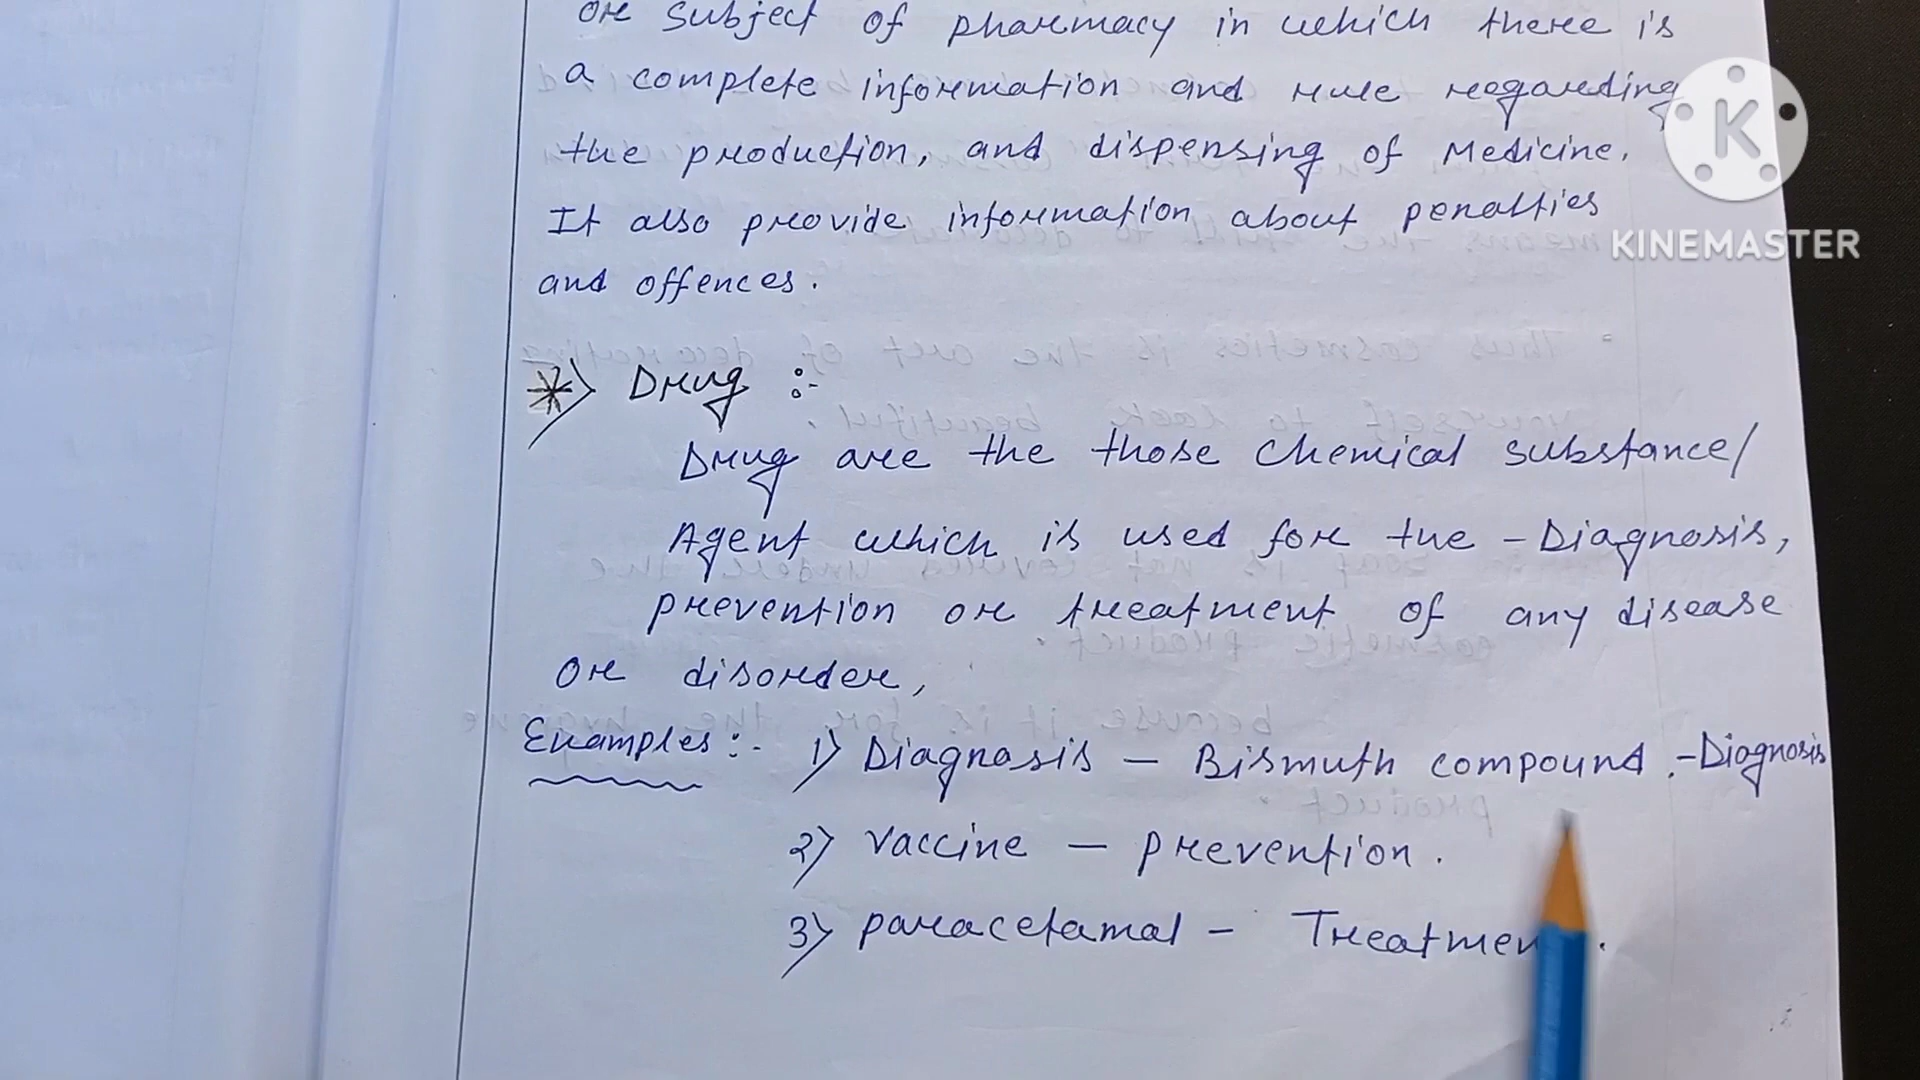 or subject of pharmacy in which there is
a complete information and rule regarding
the production, and dispensing of Medicine.
It also provide information about penalties
and offences.
K
KINEMASTER
*) Drug :-
Drug are the those chemical substance/
Agent which is used for the - Diagnosis,
prevention or treatment of any disease
or disorder,
Examples :- 1) Diagnosis - Bismuth compound. - Diagnosis
2) vaccine - prevention.
3) paracetamal - Treatmen